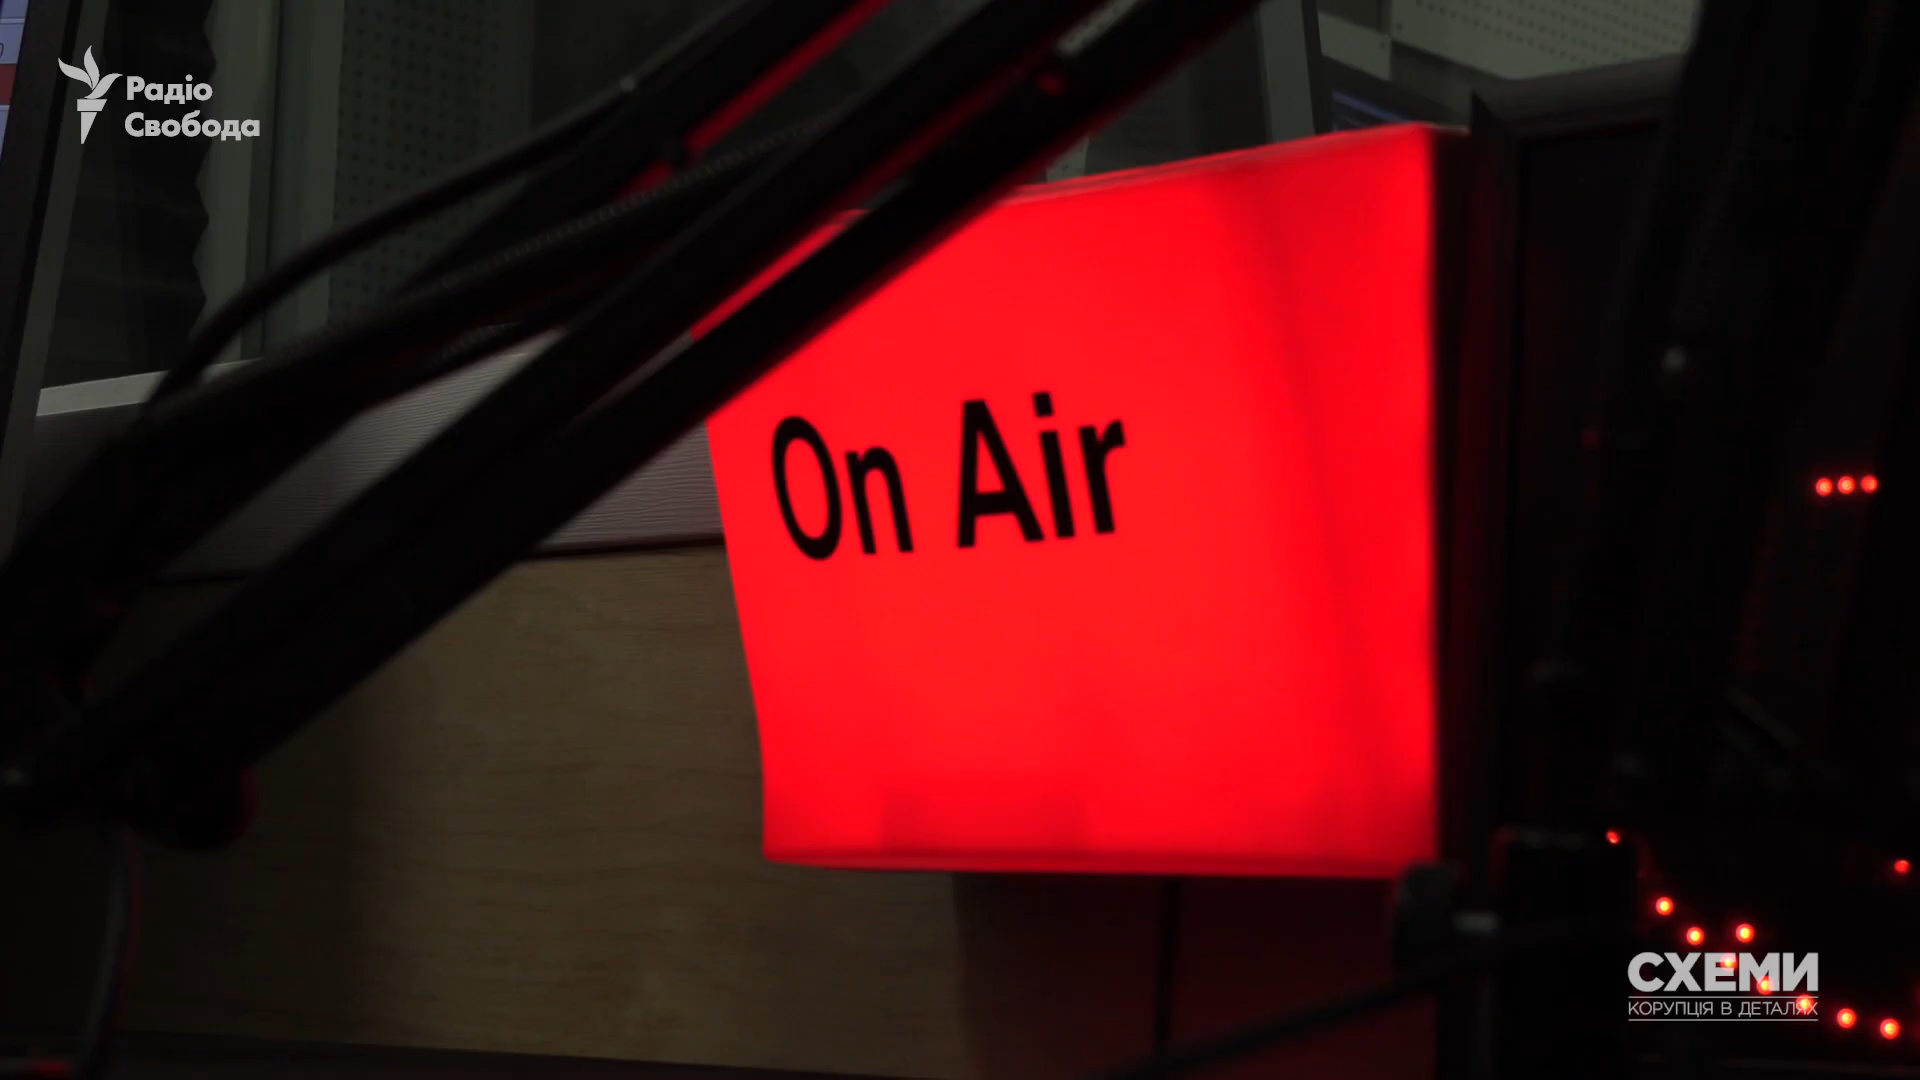 Радіо
Свобода
On Air
СХЕМИ
КОРУПЦІЯ В ДЕТАЛЯХ